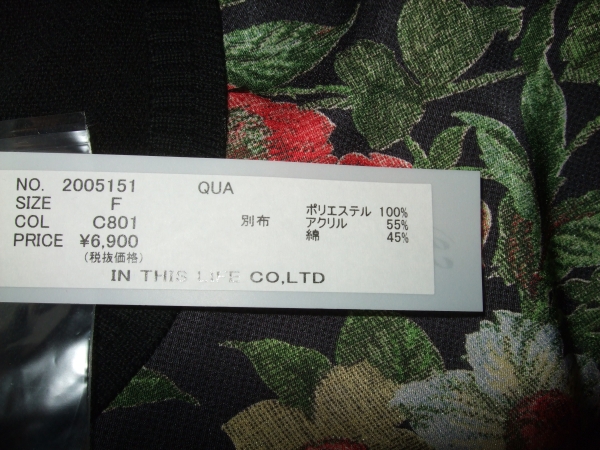 NO. 2005151 QUA
SIZE F ポリエステル 100%
COL C801 別布 アクリル 55%
PRICE ¥6,900 綿 45%
(税抜価格)
IN THIS LIFE CO,LTD